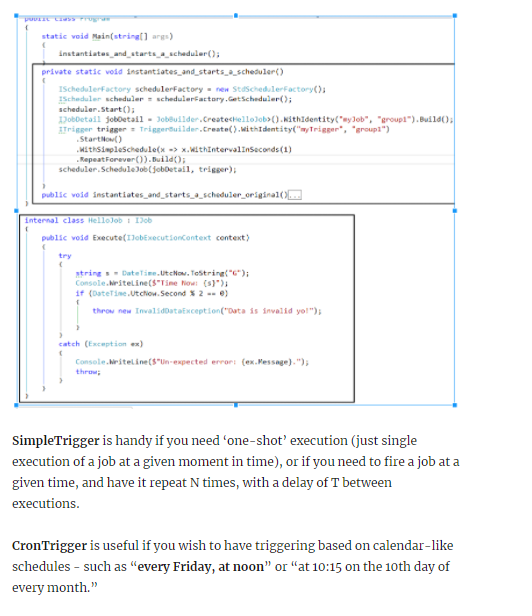 public class Program
{
static void Main(string[] args)
{
instantiates_and_starts_a_scheduler();
}
private static void instantiates_and_starts_a_scheduler()
{
ISchedulerFactory schedulerFactory = new StdSchedulerFactory();
IScheduler scheduler = schedulerFactory.GetScheduler();
scheduler.Start();
IJobDetail jobDetail = JobBuilder.Create<HelloJob>().WithIdentity("myJob", "group1").Build();
ITrigger trigger = TriggerBuilder.Create().WithIdentity("myTrigger", "group1")
.StartNow()
.WithSimpleSchedule(x => x.WithIntervalInSeconds(1)
.RepeatForever()).Build();
scheduler.ScheduleJob(jobDetail, trigger);
}
public void instantiates_and_starts_a_scheduler_original()...
}
internal class HelloJob : IJob
{
public void Execute(IJobExecutionContext context)
{
try
{
string s = DateTime.UtcNow.ToString("G");
Console.WriteLine($"Time Now: {s}");
if (DateTime.UtcNow.Second % 2 == 0)
{
throw new InvalidDataException("Data is invalid yo!");
}
}
catch (Exception ex)
{
Console.WriteLine($"Un-expected error: {ex.Message}.");
throw;
}
}
}
SimpleTrigger is handy if you need ‘one-shot’ execution (just single
execution of a job at a given moment in time), or if you need to fire a job at a
given time, and have it repeat N times, with a delay of T between
executions.
CronTrigger is useful if you wish to have triggering based on calendar-like
schedules – such as “every Friday, at noon” or “at 10:15 on the 10th day of
every month.”